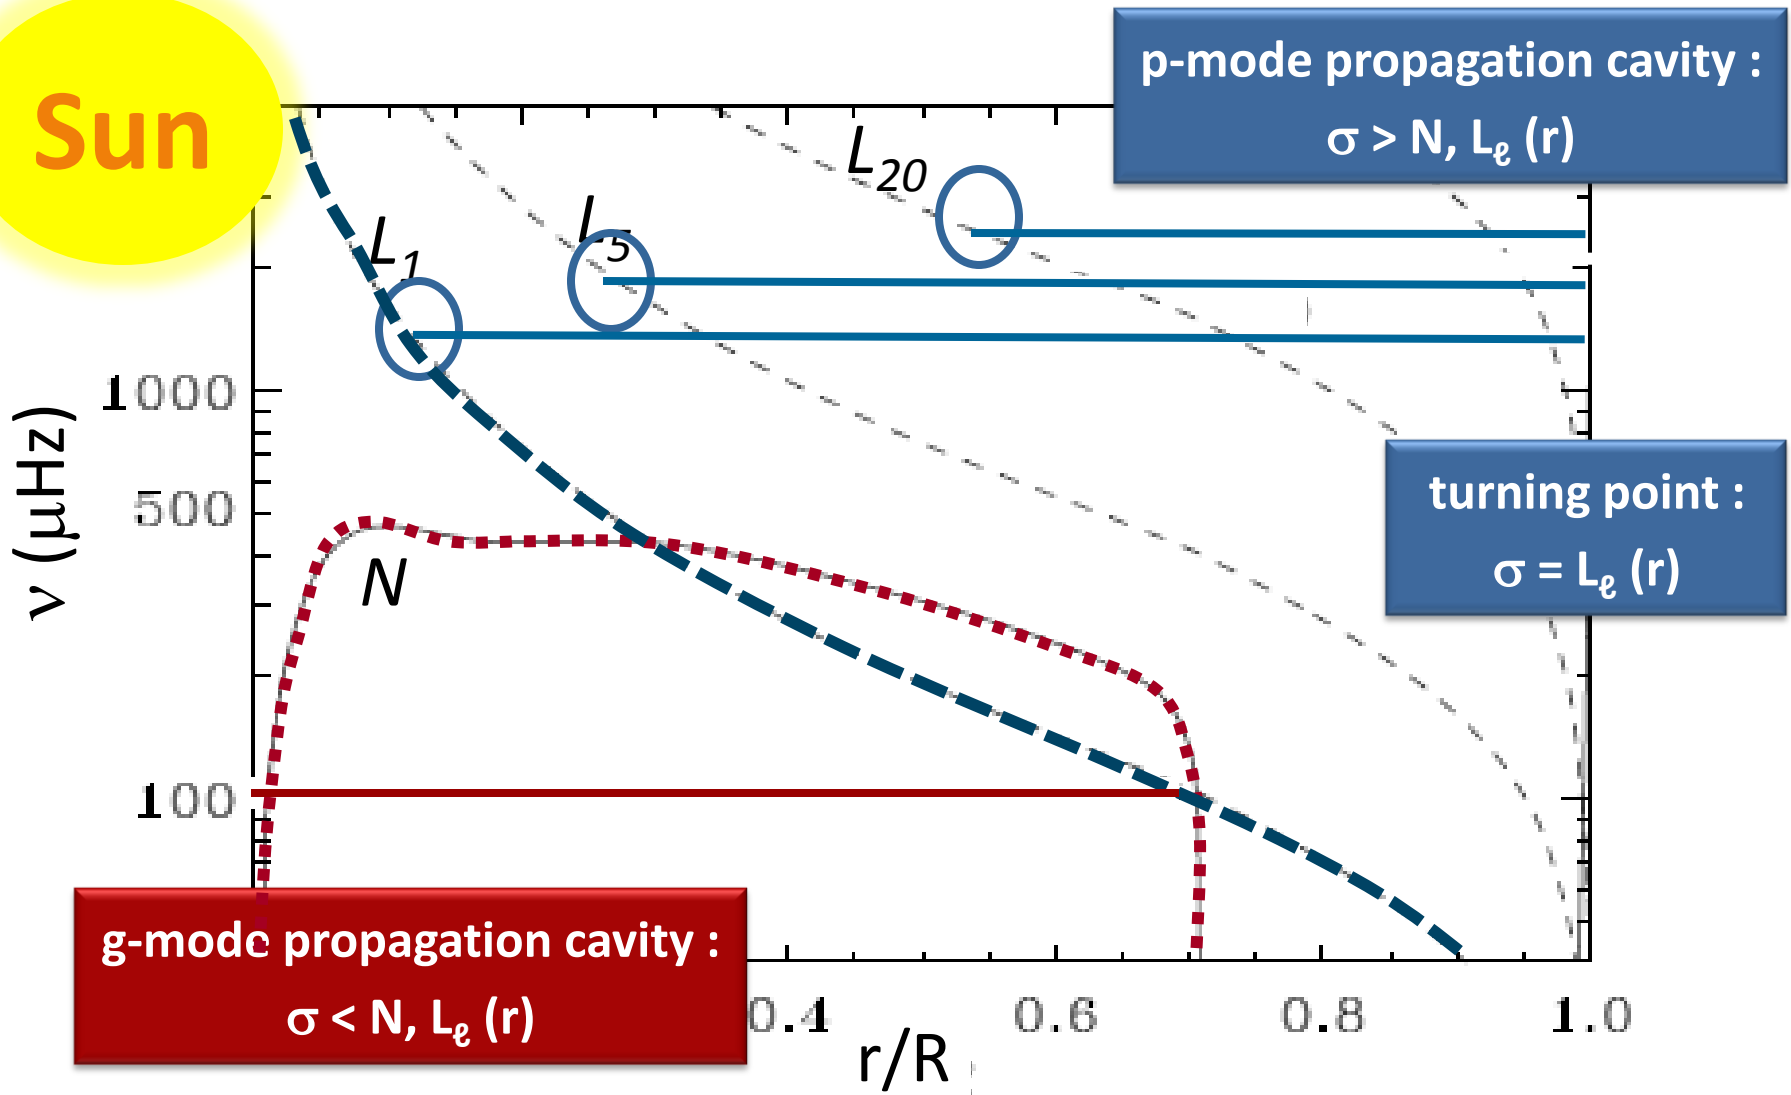 Sun
p-mode propagation cavity :
σ > N, Lℓ (r)
L20
L5
L1
1000
ν (μHz)
500
turning point :
σ = Lℓ (r)
N
100
g-mode propagation cavity :
σ < N, Lℓ (r)
0.4 0.6 0.8 1.0
r/R